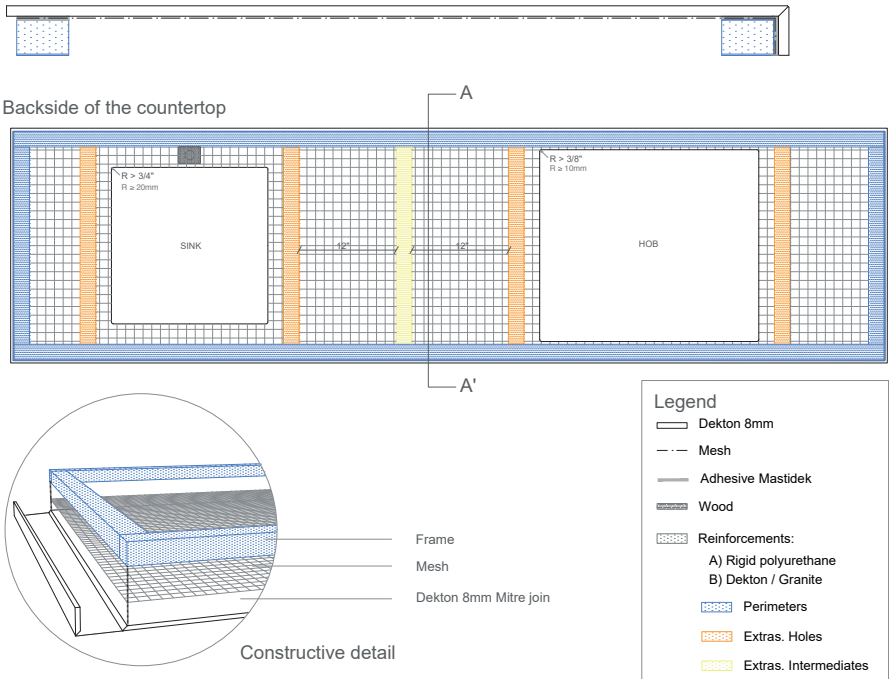 Backside of the countertop
A
R > 3/4"
R ≥ 20mm
R > 3/8"
R ≥ 10mm
SINK
12"
12"
HOB
A'
Legend
Dekton 8mm
Mesh
Adhesive Mastidek
Wood
Reinforcements:
A) Rigid polyurethane
B) Dekton / Granite
Perimeters
Extras. Holes
Extras. Intermediates
Frame
Mesh
Dekton 8mm Mitre join
Constructive detail